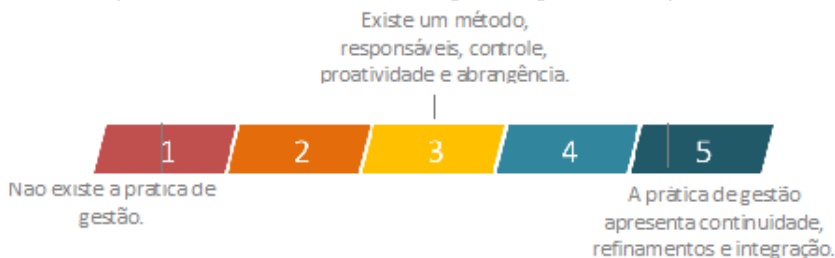 Existe um método,
responsáveis, controle,
proatividade e abrangência.
1 2 3 4 5
Nao existe a pratica de
gestão.
A prática de gestão
apresenta continuidade,
refinamentos e integração.